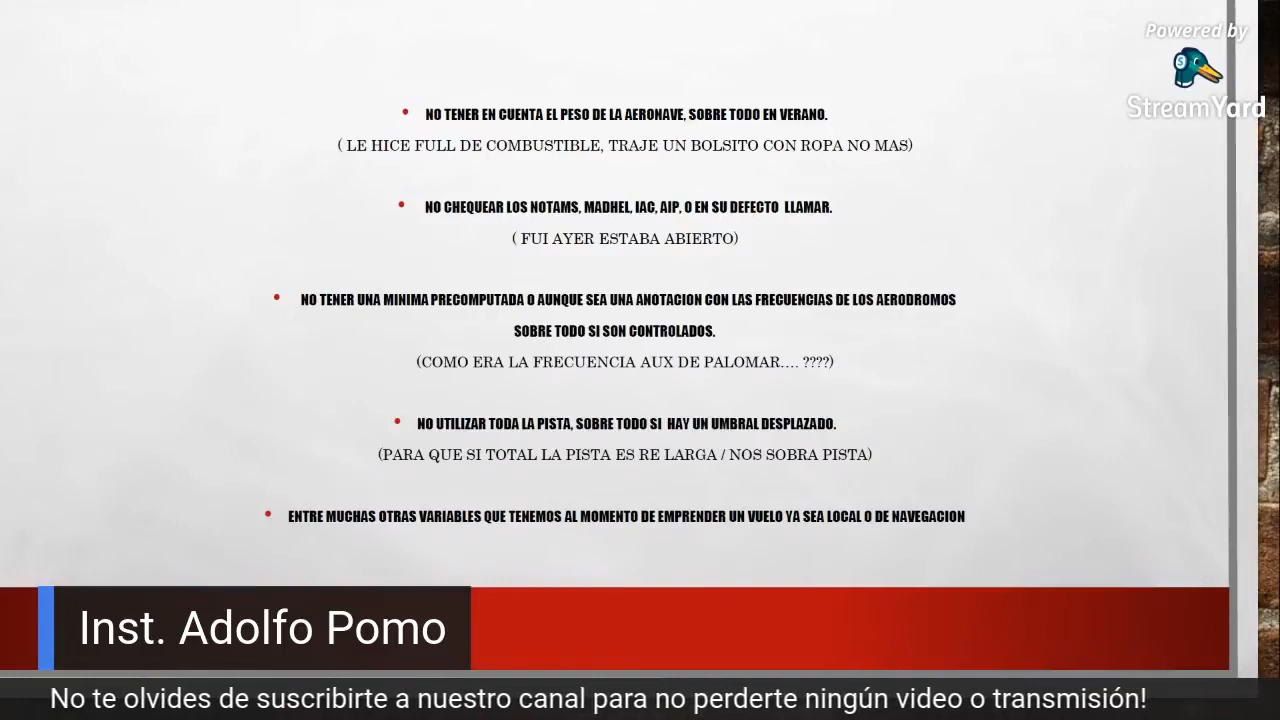 Powered by
StreamYard
• NO TENER EN CUENTA EL PESO DE LA AERONAVE, SOBRE TODO EN VERANO.
( LE HICE FULL DE COMBUSTIBLE, TRAJE UN BOLSITO CON ROPA NO MAS)
• NO CHEQUEAR LOS NOTAMS, MADHEL, IAC, AIP, O EN SU DEFECTO LLAMAR.
( FUI AYER ESTABA ABIERTO)
• NO TENER UNA MINIMA PRECOMPUTADA O AUNQUE SEA UNA ANOTACION CON LAS FRECUENCIAS DE LOS AERODROMOS
SOBRE TODO SI SON CONTROLADOS.
(COMO ERA LA FRECUENCIA AUX DE PALOMAR…. ????)
• NO UTILIZAR TODA LA PISTA, SOBRE TODO SI HAY UN UMBRAL DESPLAZADO.
(PARA QUE SI TOTAL LA PISTA ES RE LARGA / NOS SOBRA PISTA)
• ENTRE MUCHAS OTRAS VARIABLES QUE TENEMOS AL MOMENTO DE EMPRENDER UN VUELO YA SEA LOCAL O DE NAVEGACION
Inst. Adolfo Pomo
No te olvides de suscribirte a nuestro canal para no perderte ningún video o transmisión!